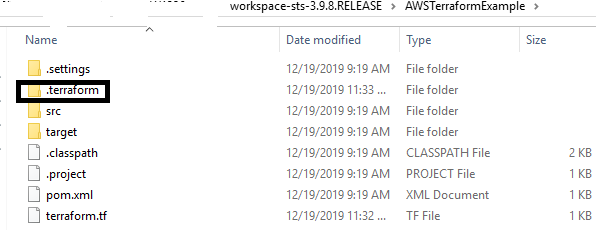 workspace-sts-3.9.8.RELEASE > AWSTerraformExample >
Name Date modified Type Size
.settings 12/19/2019 9:19 AM File folder
.terraform 12/19/2019 11:33 ... File folder
src 12/19/2019 9:19 AM File folder
target 12/19/2019 9:19 AM File folder
.classpath 12/19/2019 9:19 AM CLASSPATH File 2 KB
.project 12/19/2019 9:19 AM PROJECT File 1 KB
pom.xml 12/19/2019 9:19 AM XML Document 1 KB
terraform.tf 12/19/2019 11:32 ... TF File 1 KB